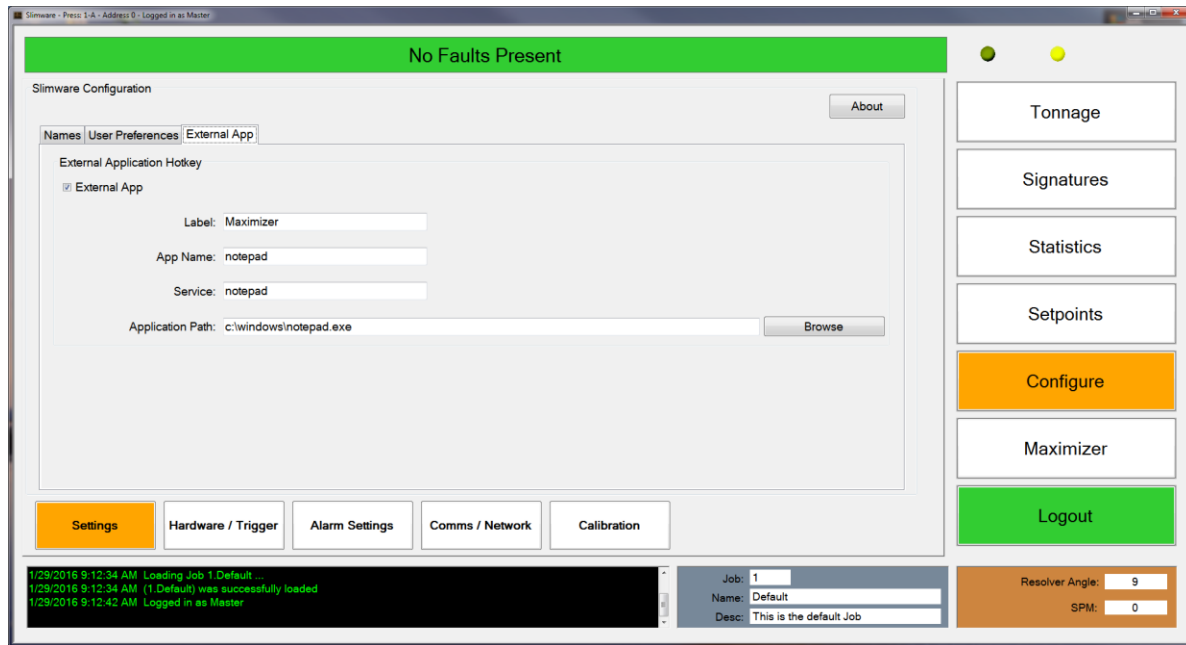 Slimware - Press: 1-A - Address 0 - Logged in as Master
No Faults Present
Slimware Configuration
About
Names User Preferences External App
External Application Hotkey
External App
Label: Maximizer
App Name: notepad
Service: notepad
Application Path: c:\windows\notepad.exe Browse
Settings Hardware / Trigger Alarm Settings Comms / Network Calibration
Tonnage
Signatures
Statistics
Setpoints
Configure
Maximizer
Logout
1/29/2016 9:12:34 AM Loading Job 1.Default ...
1/29/2016 9:12:34 AM (1.Default) was successfully loaded
1/29/2016 9:12:42 AM Logged in as Master
Job: 1
Name: Default
Desc: This is the default Job
Resolver Angle: 9
SPM: 0